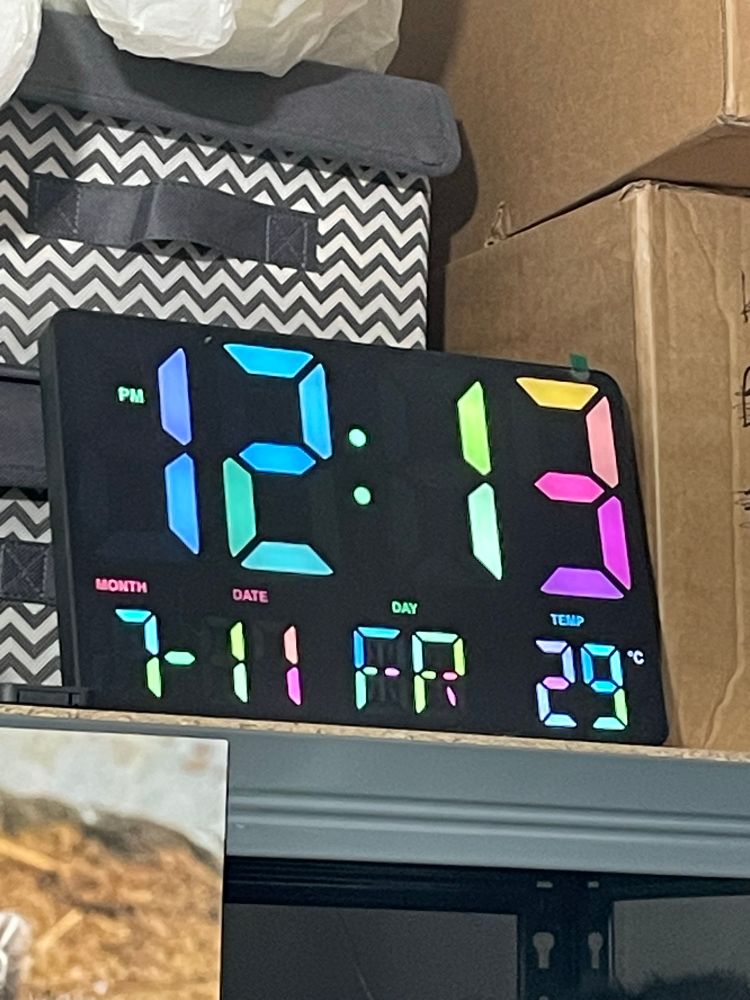 PM 12:13
MONTH DATE DAY TEMP
7-11 FR 29°C